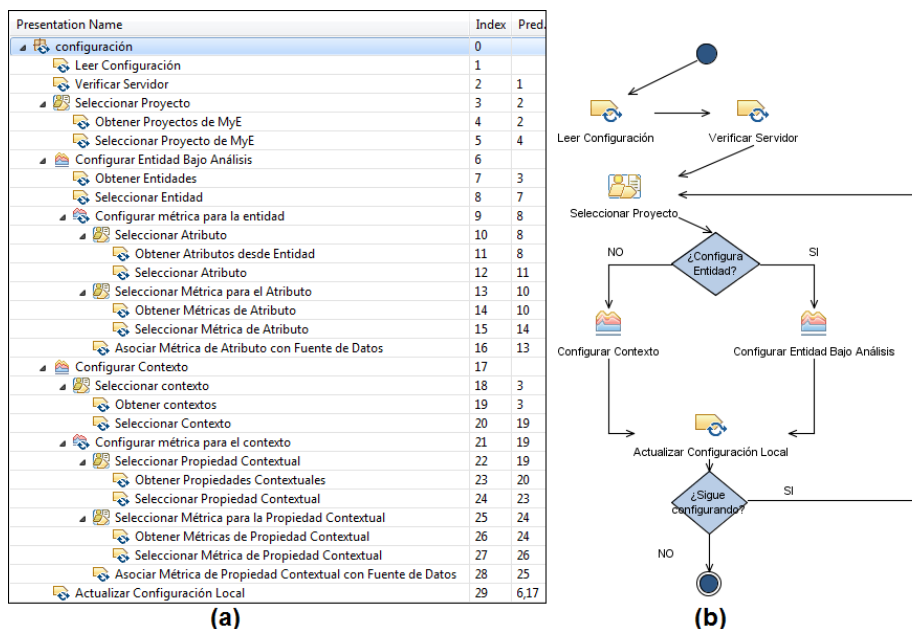 Presentation Name Index Pred.
configuración 0
Leer Configuración 1
Verificar Servidor 2 1
Seleccionar Proyecto 3 2
Obtener Proyectos de MyE 4 2
Seleccionar Proyecto de MyE 5 4
Configurar Entidad Bajo Análisis 6
Obtener Entidades 7 3
Seleccionar Entidad 8 7
Configurar métrica para la entidad 9 8
Seleccionar Atributo 10 8
Obtener Atributos desde Entidad 11 8
Seleccionar Atributo 12 11
Seleccionar Métrica para el Atributo 13 10
Obtener Métricas de Atributo 14 10
Seleccionar Métrica de Atributo 15 14
Asociar Métrica de Atributo con Fuente de Datos 16 13
Configurar Contexto 17
Seleccionar contexto 18 3
Obtener contextos 19 3
Seleccionar Contexto 20 19
Configurar métrica para el contexto 21 19
Seleccionar Propiedad Contextual 22 19
Obtener Propiedades Contextuales 23 20
Seleccionar Propiedad Contextual 24 23
Seleccionar Métrica para la Propiedad Contextual 25 24
Obtener Métricas de Propiedad Contextual 26 24
Seleccionar Métrica de Propiedad Contextual 27 26
Asociar Métrica de Propiedad Contextual con Fuente de Datos 28 25
Actualizar Configuración Local 29 6,17
(a)
Leer Configuración
Verificar Servidor
Seleccionar Proyecto
¿Configura
Entidad?
NO
SI
Configurar Contexto
Configurar Entidad Bajo Análisis
Actualizar Configuración Local
¿Sigue
configurando?
SI
NO
(b)